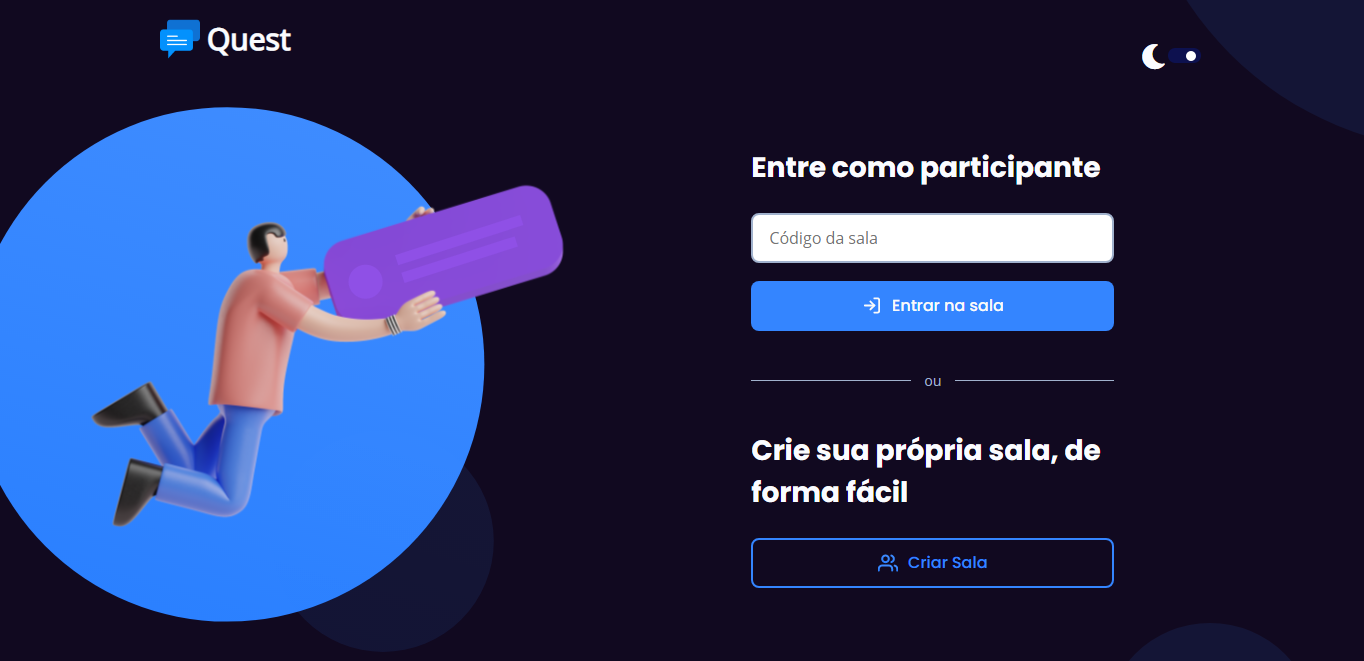 Quest
Entre como participante
Código da sala
Entrar na sala
ou
Crie sua própria sala, de
forma fácil
Criar Sala